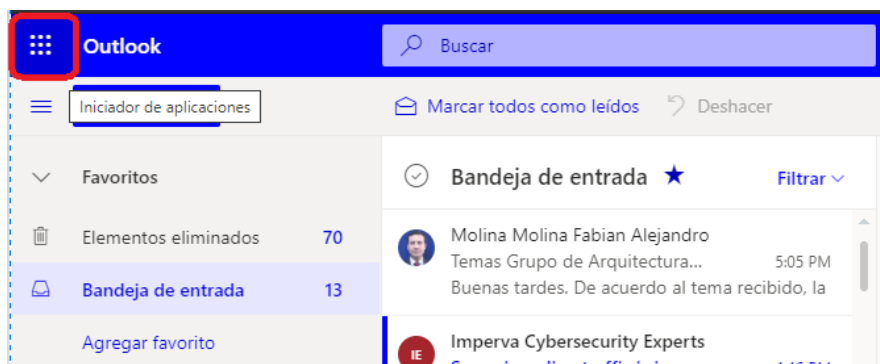 Outlook
Buscar
Iniciador de aplicaciones
Marcar todos como leídos
Deshacer
Favoritos
Elementos eliminados 70
Bandeja de entrada 13
Agregar favorito
Bandeja de entrada
Filtrar
Molina Molina Fabian Alejandro
Temas Grupo de Arquitectura... 5:05 PM
Buenas tardes. De acuerdo al tema recibido, la
IE
Imperva Cybersecurity Experts